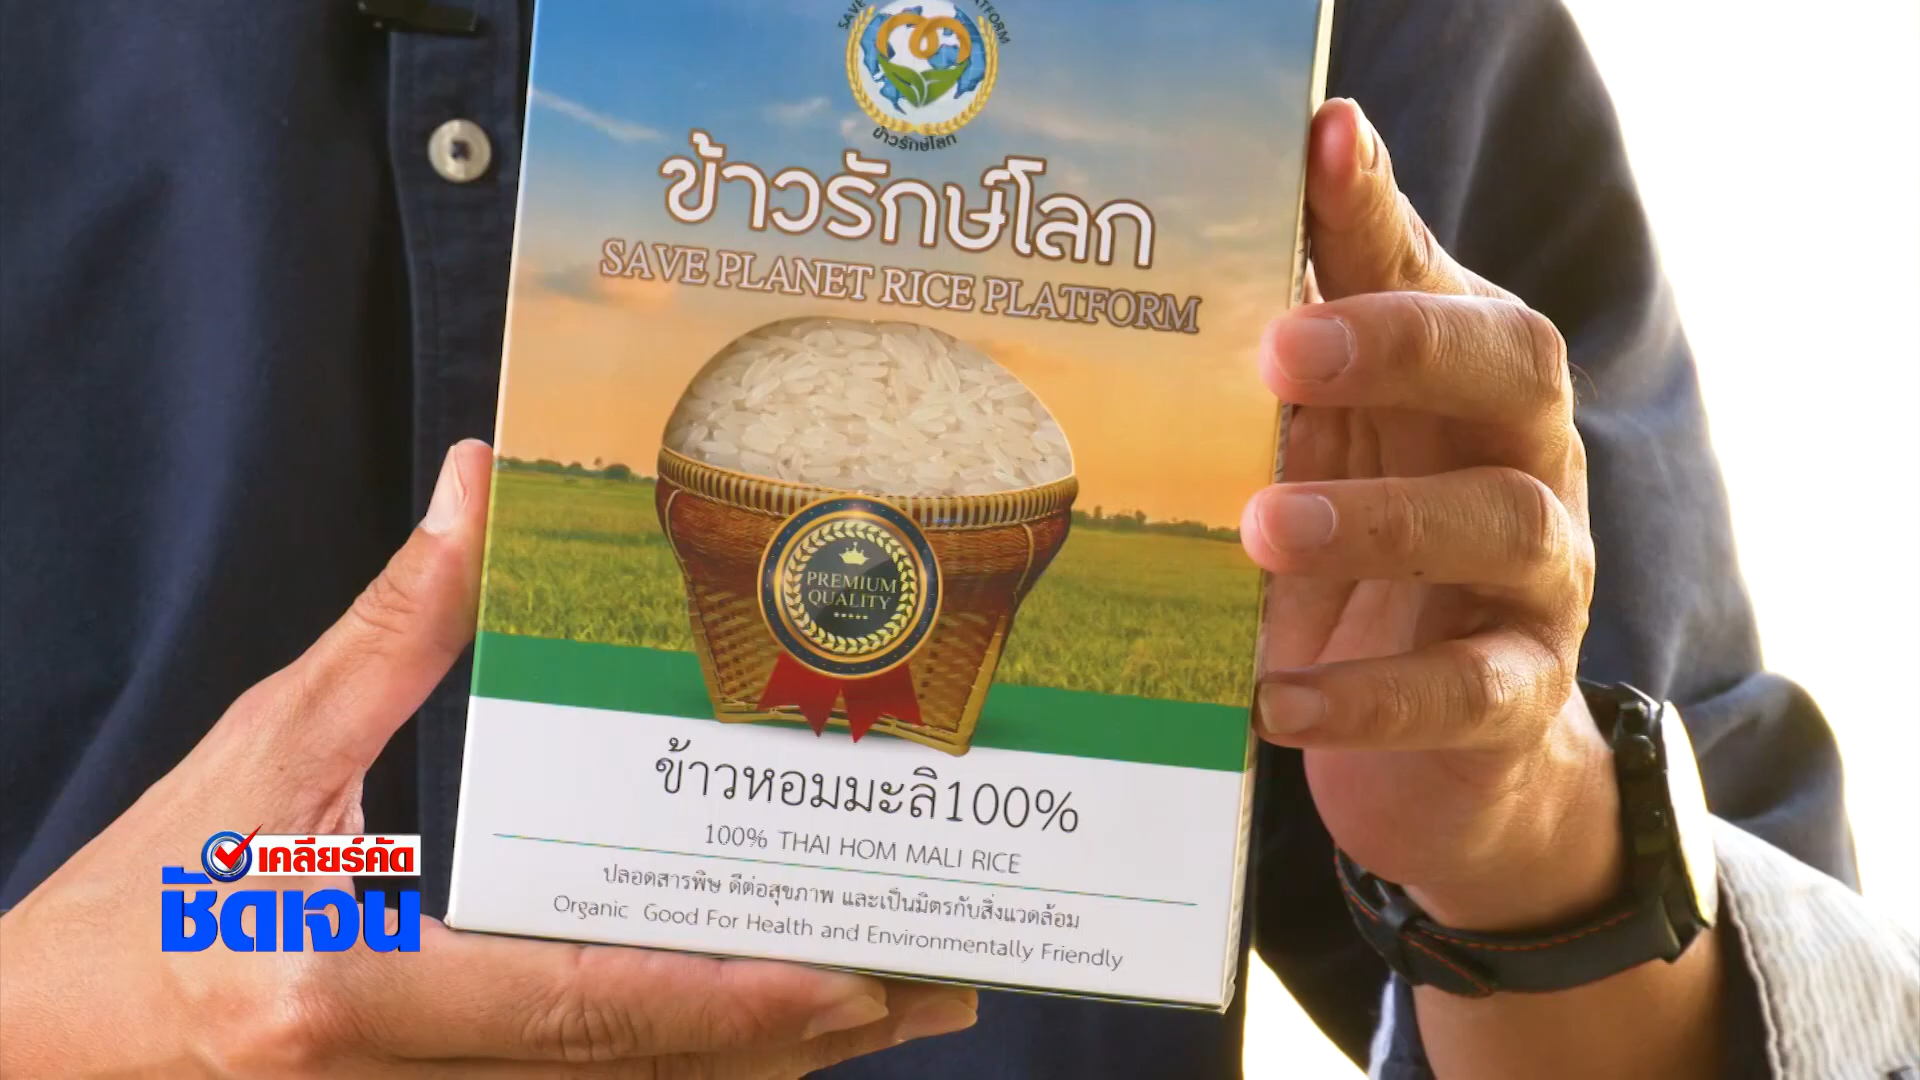 SAVE
ATFORM
ข้าวรักษ์โลก
ข้าวรักษ์โลก
SAVE PLANET RICE PLATFORM
PREMIUM
QUALITY
ข้าวหอมมะลิ100%
100% THAI HOM MALI RICE
ปลอดสารพิษ ดีต่อสุขภาพ และเป็นมิตรกับสิ่งแวดล้อม
Organic Good For Health and Environmentally Friendly
เคลียร์คัด
ชัดเจน